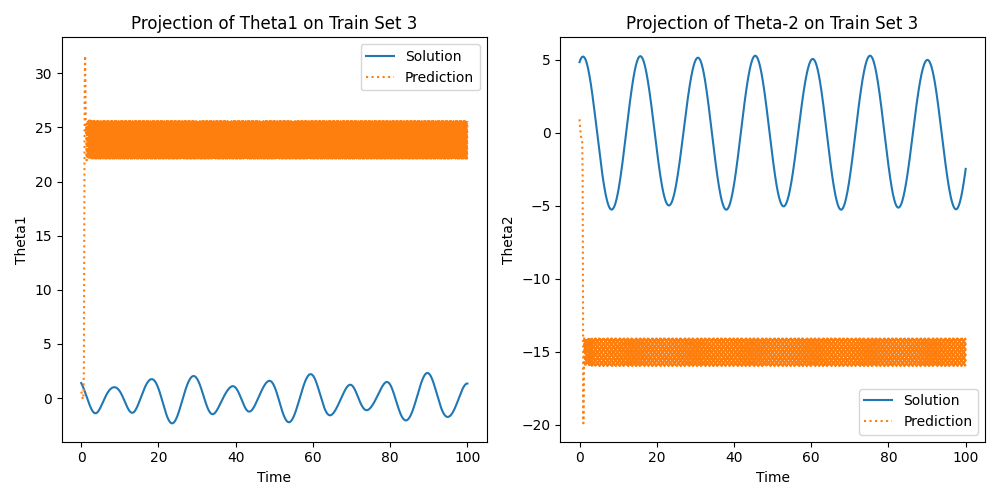 Projection of Theta1 on Train Set 3
Theta1
30
25
20
15
10
5
0
0 20 40 60 80 100
Time
Solution
Prediction
Projection of Theta-2 on Train Set 3
Theta2
5
0
−5
−10
−15
−20
0 20 40 60 80 100
Time
Solution
Prediction